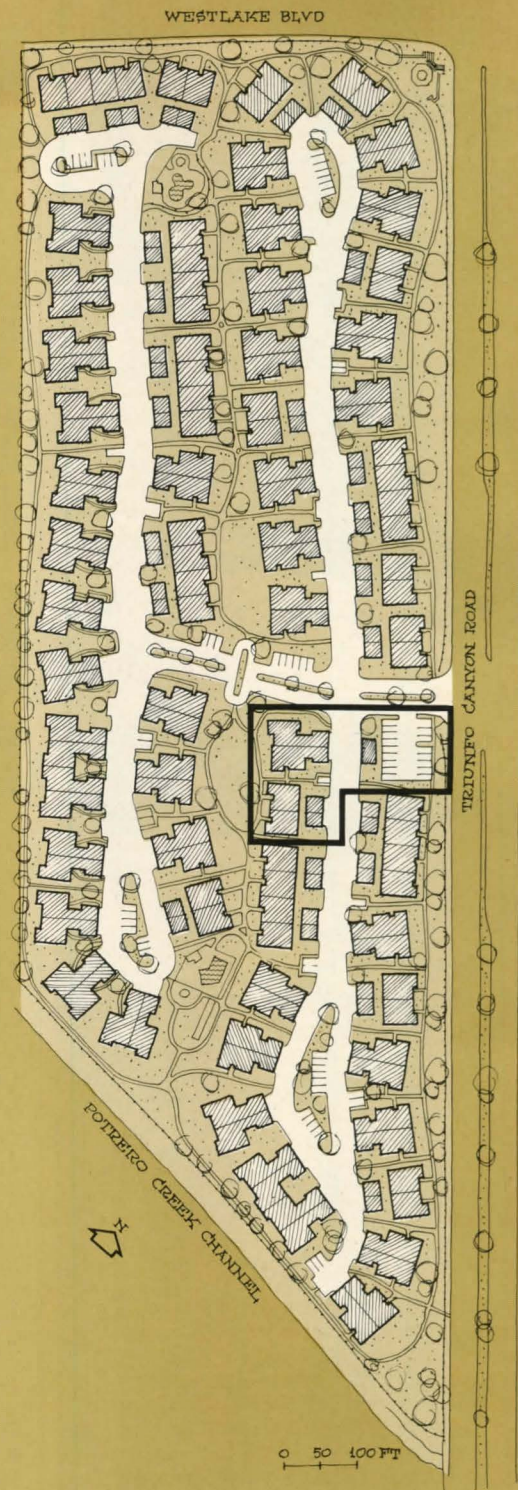 WESTLAKE BLVD
TRIUNFO CANYON ROAD
POTRERO CREEK CHANNEL
N
0 50 100 FT